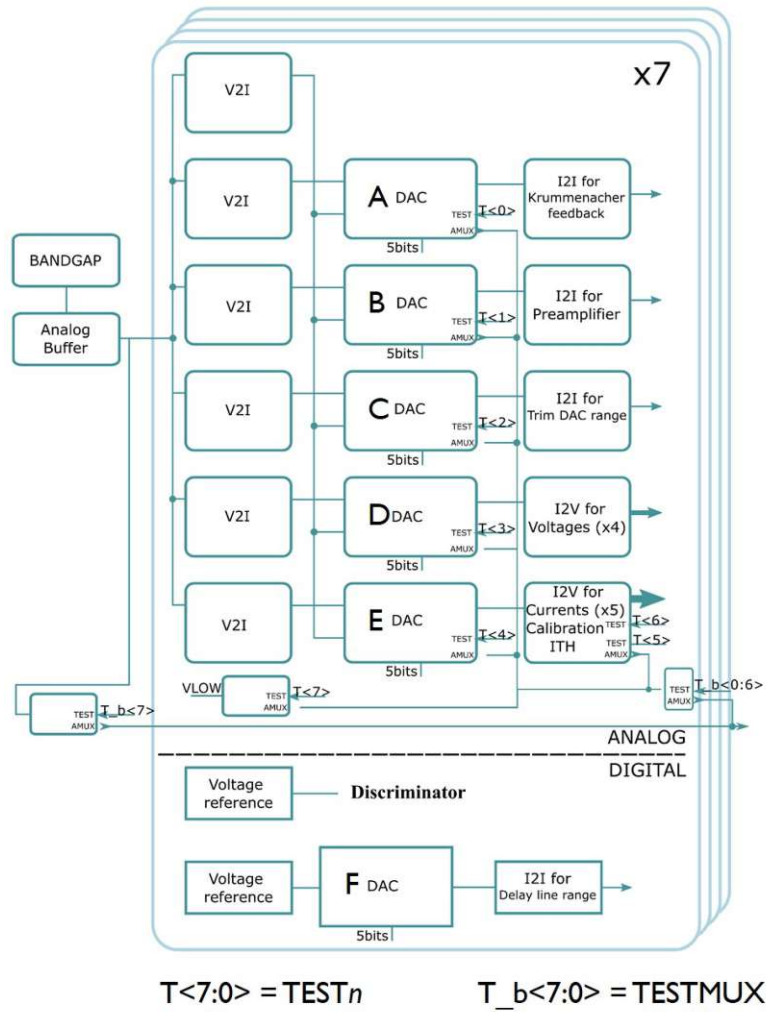 x7
V2I
V2I
A DAC
TEST T<0>
AMUX
5bits
I2I for
Krummenacher
feedback
BANDGAP
Analog
Buffer
V2I
B DAC
TEST T<1>
AMUX
5bits
I2I for
Preamplifier
V2I
C DAC
TEST T<2>
AMUX
5bits
I2I for
Trim DAC range
V2I
D DAC
TEST T<3>
AMUX
5bits
I2V for
Voltages (x4)
V2I
E DAC
TEST T<4>
AMUX
5bits
I2V for
Currents (x5)
Calibration
ITH
TEST T<6>
TEST T<5>
AMUX
VLOW
TEST T<7>
AMUX
TEST T_b<0:6>
AMUX
TEST T_b<7>
AMUX
ANALOG
DIGITAL
Voltage
reference
Discriminator
Voltage
reference
F DAC
5bits
I2I for
Delay line range
T<7:0> = TESTn T_b<7:0> = TESTMUX